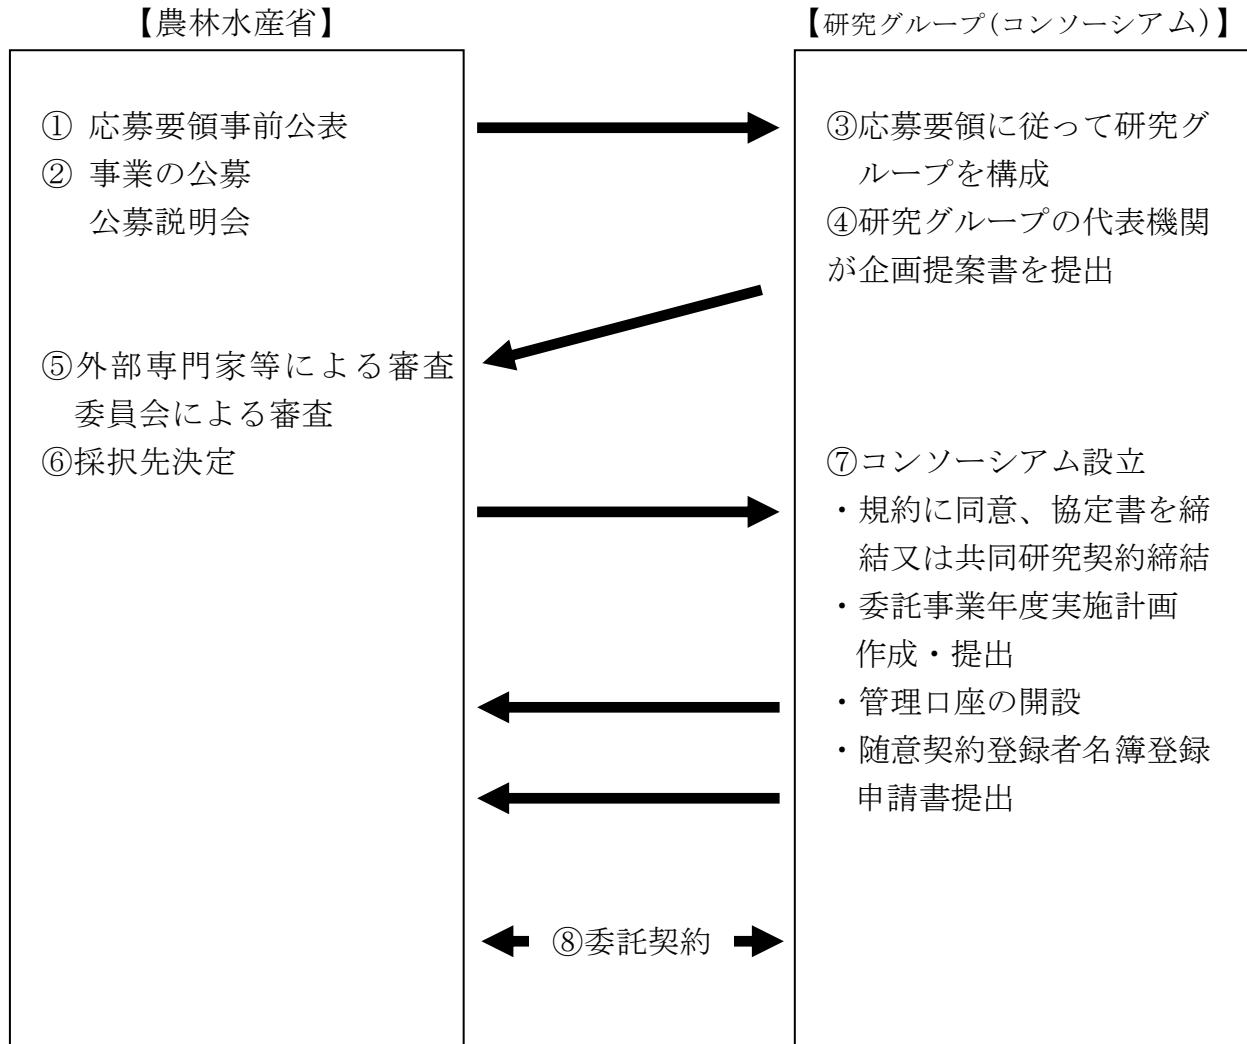 【農林水産省】
【研究グループ(コンソーシアム)】
① 応募要領事前公表
② 事業の公募
公募説明会
③応募要領に従って研究グ
ループを構成
④研究グループの代表機関
が企画提案書を提出
⑤外部専門家等による審査
委員会による審査
⑥採択先決定
⑦コンソーシアム設立
・規約に同意、協定書を締
結又は共同研究契約締結
・委託事業年度実施計画
作成・提出
・管理口座の開設
・随意契約登録者名簿登録
申請書提出
⑧委託契約